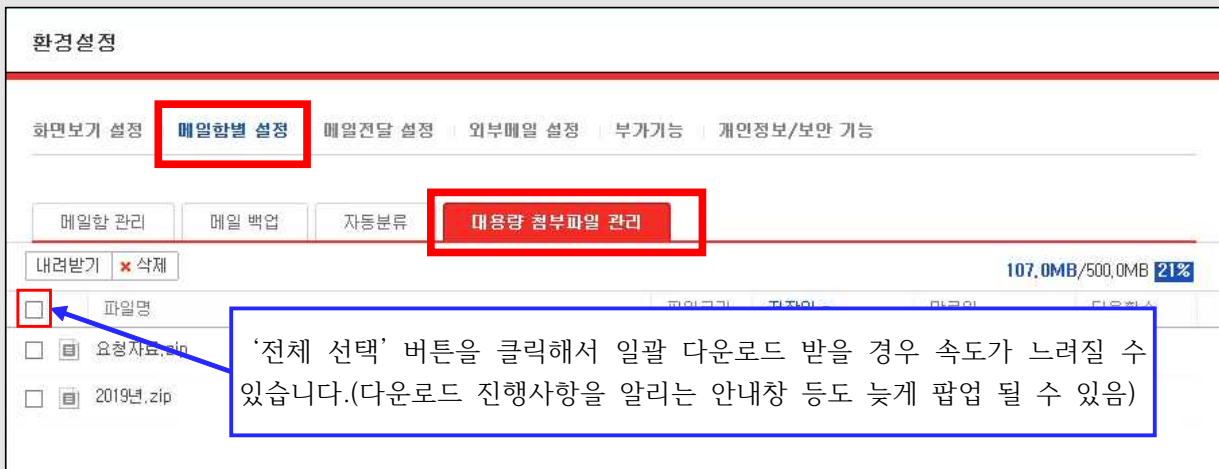 환경설정
화면보기 설정 메일함별 설정 메일전달 설정 외부메일 설정 부가기능 개인정보/보안 기능
메일함 관리 메일 백업 자동분류 대용량 첨부파일 관리
내려받기 × 삭제 107.0MB/500.0MB 21%
파일명
요청자료.zip
‘전체 선택’ 버튼을 클릭해서 일괄 다운로드 받을 경우 속도가 느려질 수
있습니다.(다운로드 진행사항을 알리는 안내창 등도 늦게 팝업 될 수 있음)
2019년.zip